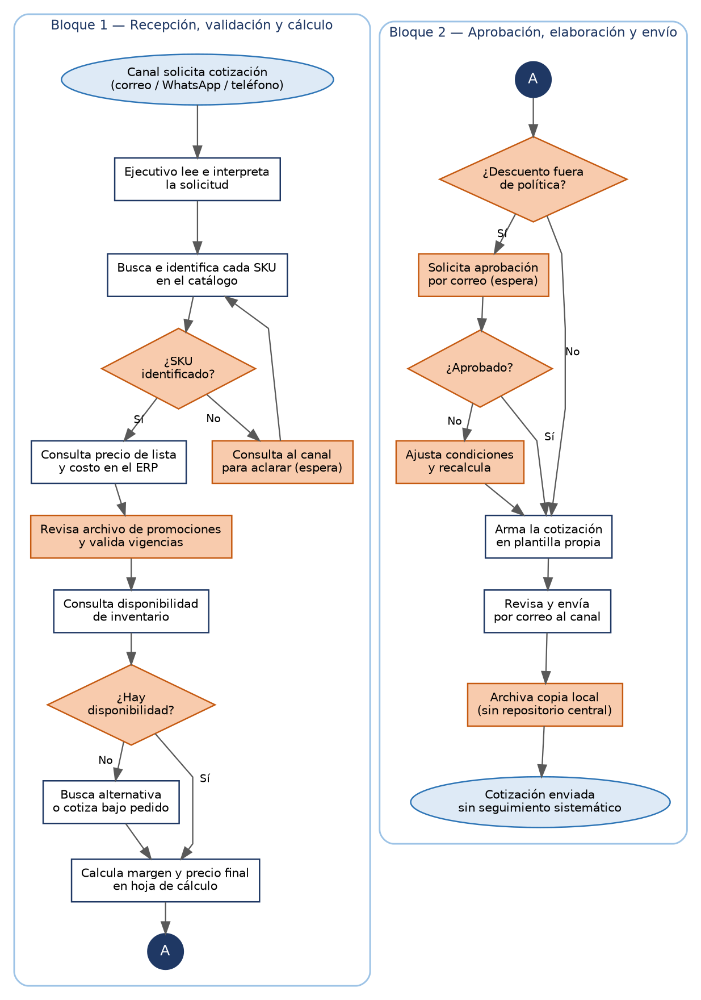 Bloque 1 — Recepción, validación y cálculo
Canal solicita cotización
(correo / WhatsApp / teléfono)
Ejecutivo lee e interpreta
la solicitud
Busca e identifica cada SKU
en el catálogo
¿SKU
identificado?
Sí
No
Consulta precio de lista
y costo en el ERP
Consulta al canal
para aclarar (espera)
Revisa archivo de promociones
y valida vigencias
Consulta disponibilidad
de inventario
¿Hay
disponibilidad?
No
Sí
Busca alternativa
o cotiza bajo pedido
Calcula margen y precio final
en hoja de cálculo
A
Bloque 2 — Aprobación, elaboración y envío
A
¿Descuento fuera
de política?
Sí
Solicita aprobación
por correo (espera)
No
¿Aprobado?
No
Sí
Ajusta condiciones
y recalcula
Arma la cotización
en plantilla propia
Revisa y envía
por correo al canal
Archiva copia local
(sin repositorio central)
Cotización enviada
sin seguimiento sistemático